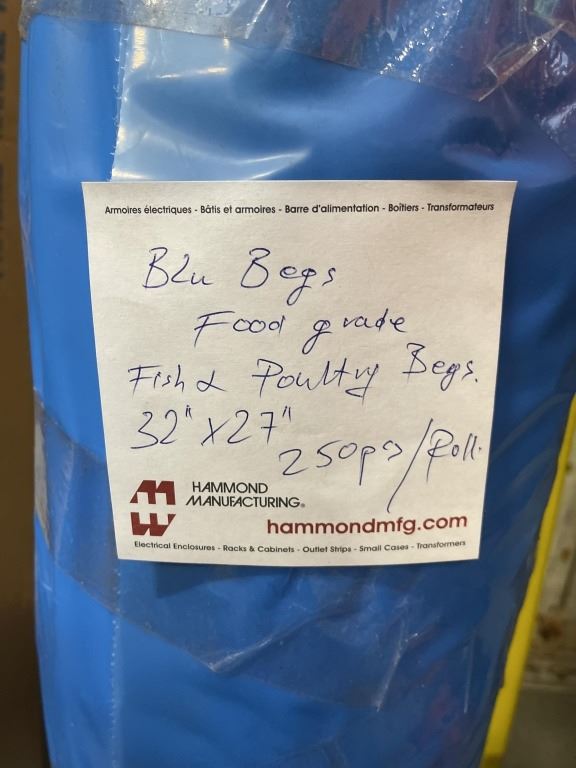 Armoires électriques - Bâtis et armoires - Barre d'alimentation - Boîtiers - Transformateurs
Blu Begs
Food grade
Fish & Poultry Begs.
32" x 27"
250pcs/Roll.
HAMMOND
MANUFACTURING®
hammondmfg.com
Electrical Enclosures - Racks & Cabinets - Outlet Strips - Small Cases - Transformers